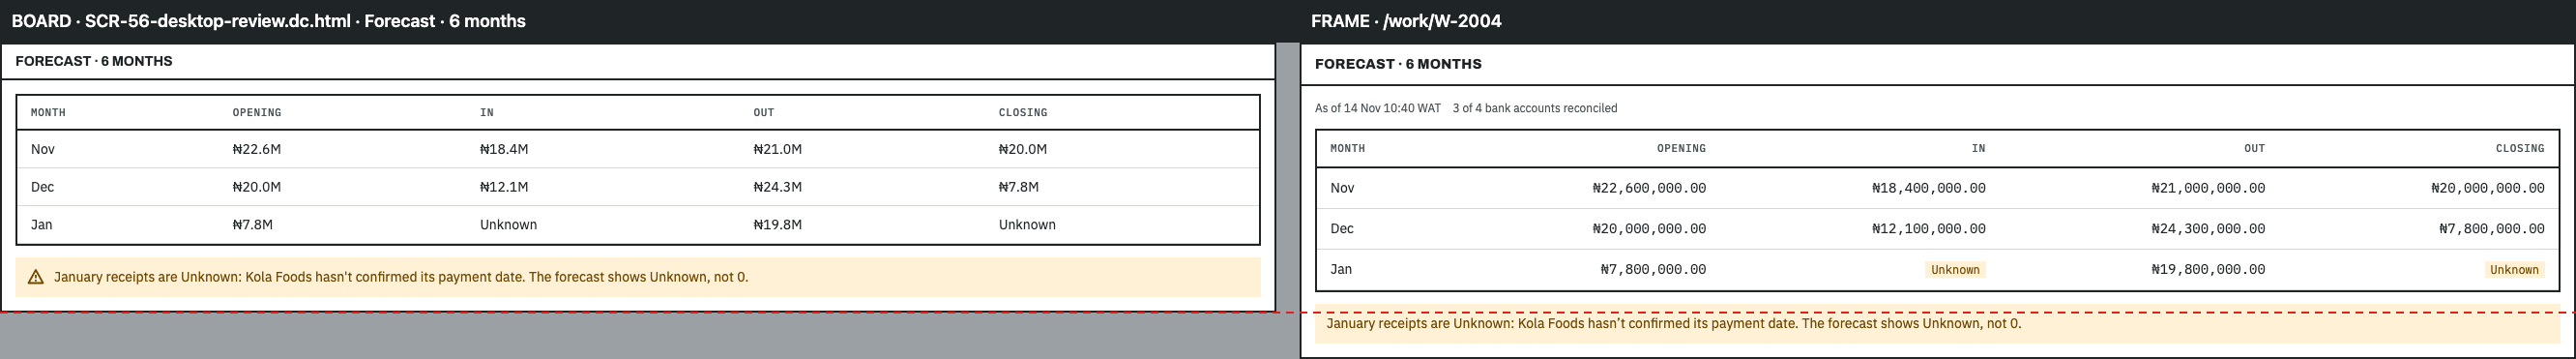 BOARD · SCR-56-desktop-review.dc.html · Forecast · 6 months
FORECAST · 6 MONTHS
MONTH OPENING IN OUT CLOSING
Nov ₦22.6M ₦18.4M ₦21.0M ₦20.0M
Dec ₦20.0M ₦12.1M ₦24.3M ₦7.8M
Jan ₦7.8M Unknown ₦19.8M Unknown
January receipts are Unknown: Kola Foods hasn't confirmed its payment date. The forecast shows Unknown, not 0.
FRAME · /work/W-2004
FORECAST · 6 MONTHS
As of 14 Nov 10:40 WAT 3 of 4 bank accounts reconciled
MONTH OPENING IN OUT CLOSING
Nov ₦22,600,000.00 ₦18,400,000.00 ₦21,000,000.00 ₦20,000,000.00
Dec ₦20,000,000.00 ₦12,100,000.00 ₦24,300,000.00 ₦7,800,000.00
Jan ₦7,800,000.00 Unknown ₦19,800,000.00 Unknown
January receipts are Unknown: Kola Foods hasn’t confirmed its payment date. The forecast shows Unknown, not 0.